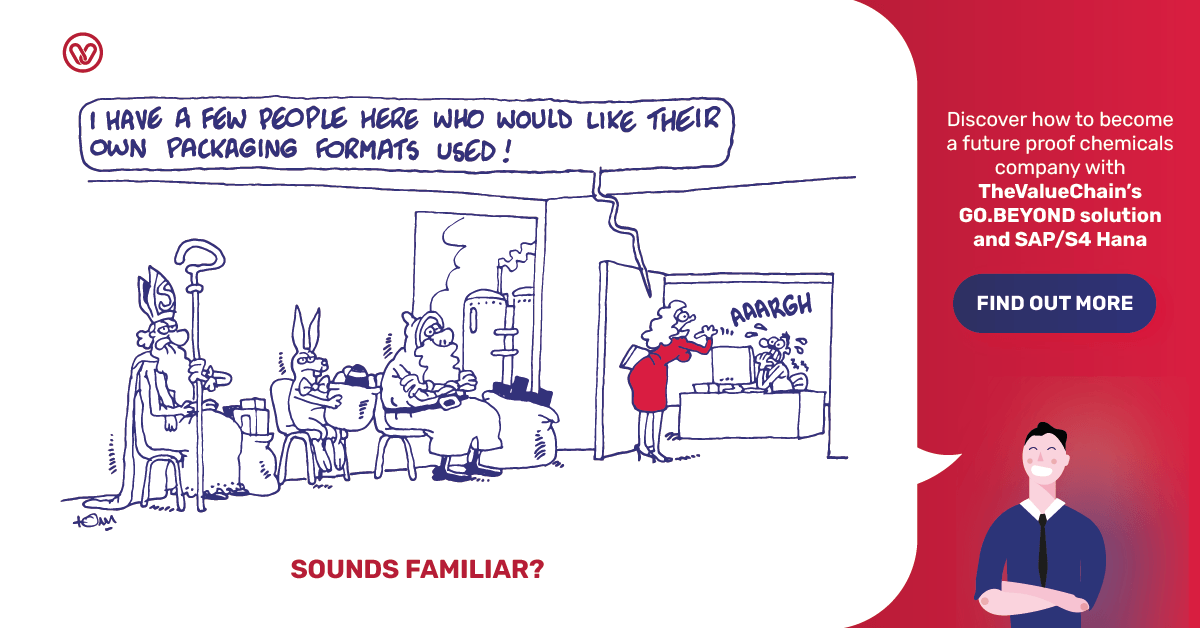 I HAVE A FEW PEOPLE HERE WHO WOULD LIKE THEIR
OWN PACKAGING FORMATS USED!
AAARGH
SOUNDS FAMILIAR?
Discover how to become
a future proof chemicals
company with
TheValueChain's
GO.BEYOND solution
and SAP/S4 Hana
FIND OUT MORE